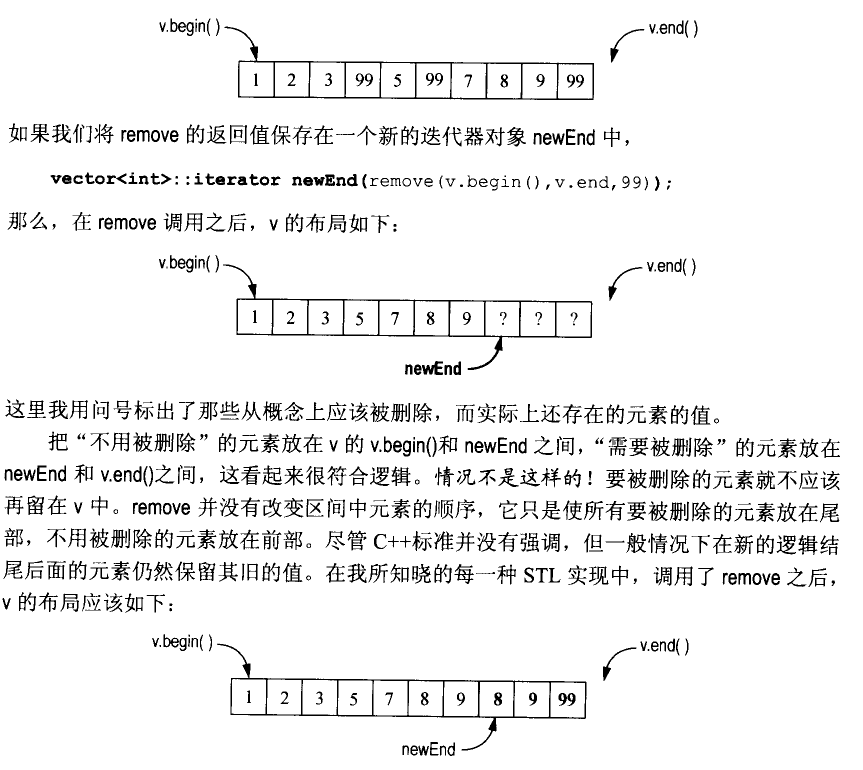 v.begin( ) v.end( )
1 2 3 99 5 99 7 8 9 99
如果我们将 remove 的返回值保存在一个新的迭代器对象 newEnd 中，
vector<int>::iterator newEnd(remove(v.begin(),v.end,99));
那么，在 remove 调用之后，v 的布局如下：
v.begin( ) v.end( )
1 2 3 5 7 8 9 ? ? ?
newEnd
这里我用问号标出了那些从概念上应该被删除，而实际上还存在的元素的值。
把“不用被删除”的元素放在 v 的 v.begin()和 newEnd 之间，“需要被删除”的元素放在
newEnd 和 v.end()之间，这看起来很符合逻辑。情况不是这样的！要被删除的元素就不应该
再留在 v 中。remove 并没有改变区间中元素的顺序，它只是使所有要被删除的元素放在尾
部，不用被删除的元素放在前部。尽管 C++标准并没有强调，但一般情况下在新的逻辑结
尾后面的元素仍然保留其旧的值。在我所知晓的每一种 STL 实现中，调用了 remove 之后，
v 的布局应该如下：
v.begin( ) v.end( )
1 2 3 5 7 8 9 8 9 99
newEnd